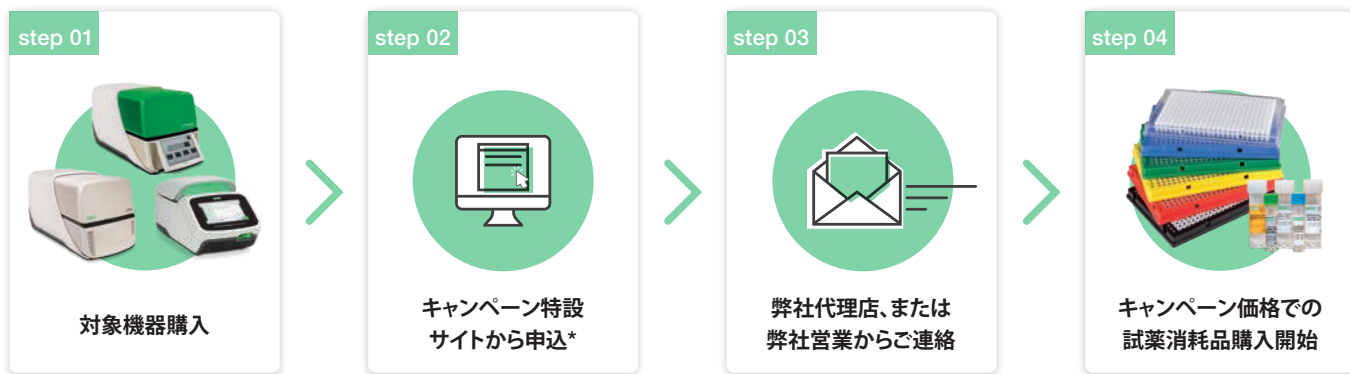 step 01
対象機器購入
step 02
キャンペーン特設
サイトから申込*
step 03
弊社代理店、または
弊社営業からご連絡
step 04
キャンペーン価格での
試薬消耗品購入開始